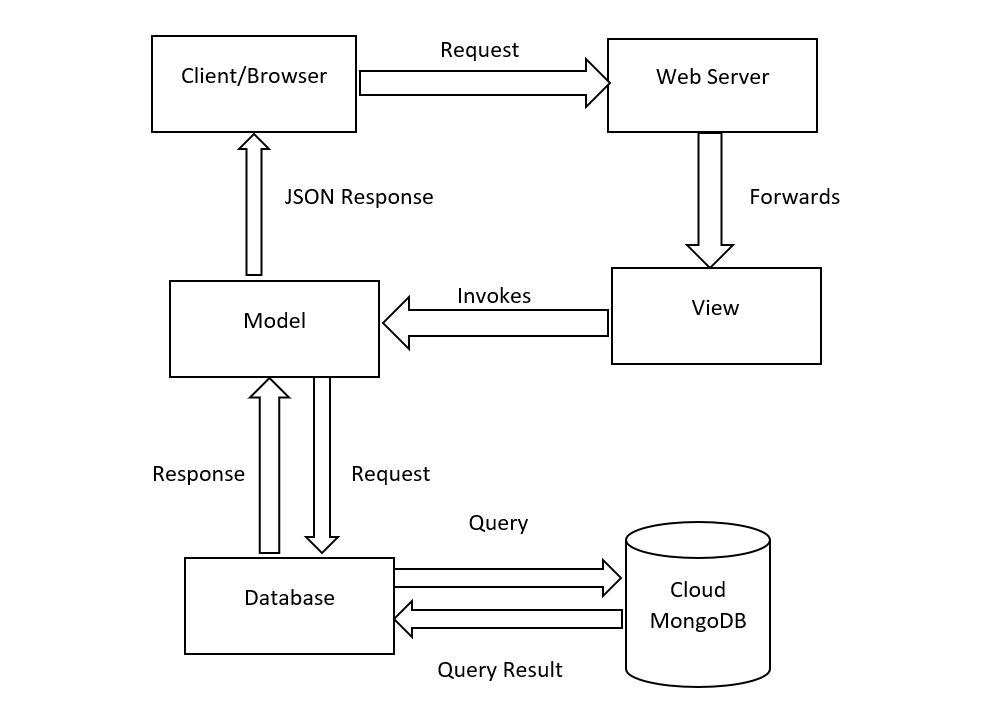 Request
Client/Browser
Web Server
JSON Response
Forwards
Invokes
Model
View
Response
Request
Query
Database
Cloud
MongoDB
Query Result